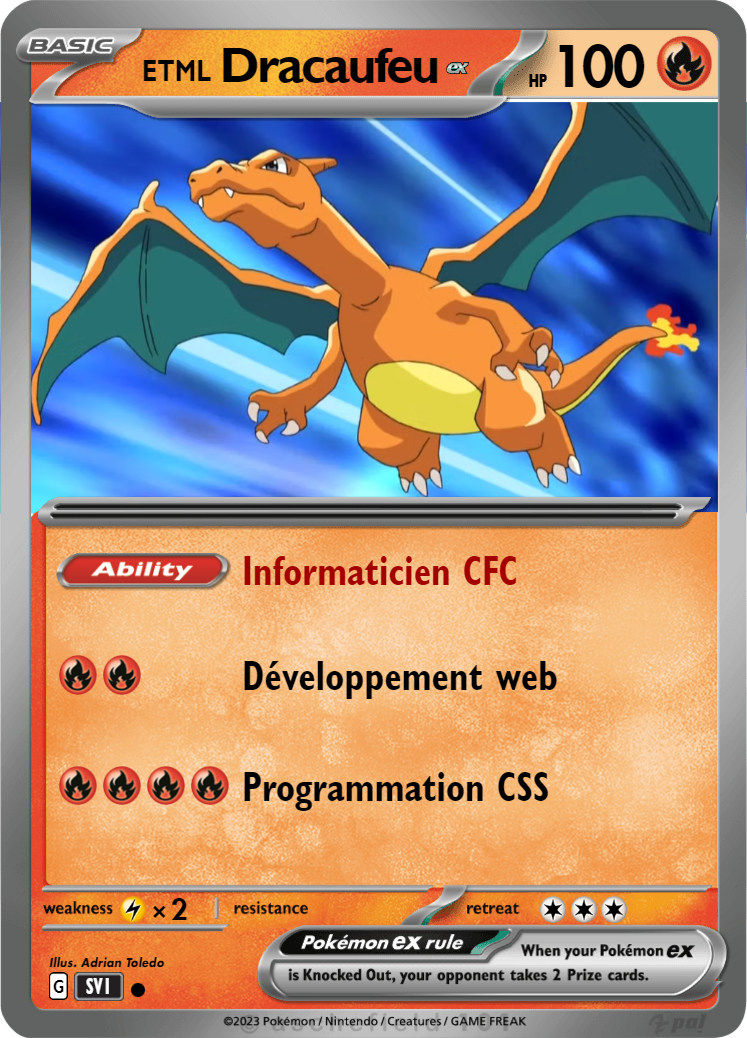 BASIC
ETML Dracaufeu ex HP 100
Ability Informaticien CFC
Développement web
Programmation CSS
weakness × 2 resistance retreat
Pokémon ex rule When your Pokémon ex
is Knocked Out, your opponent takes 2 Prize cards.
Illus. Adrian Toledo
G SVI
©2023 Pokémon / Nintendo / Creatures / GAME FREAK